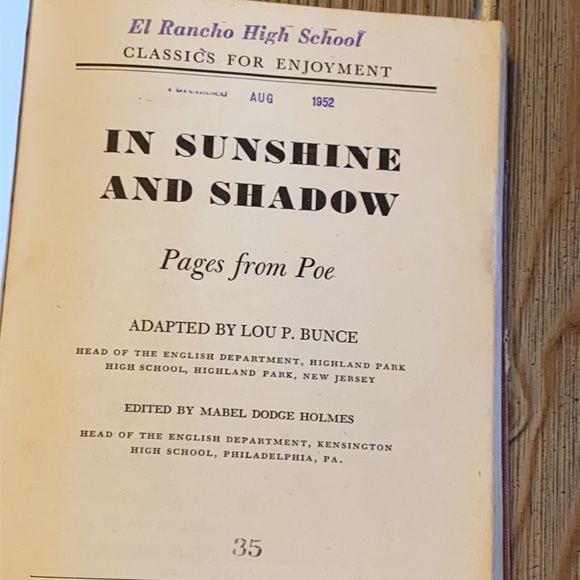 El Rancho High School
CLASSICS FOR ENJOYMENT
AUG 1952
IN SUNSHINE
AND SHADOW
Pages from Poe
ADAPTED BY LOU P. BUNCE
HEAD OF THE ENGLISH DEPARTMENT, HIGHLAND PARK
HIGH SCHOOL, HIGHLAND PARK, NEW JERSEY
EDITED BY MABEL DODGE HOLMES
HEAD OF THE ENGLISH DEPARTMENT, KENSINGTON
HIGH SCHOOL, PHILADELPHIA, PA.
35